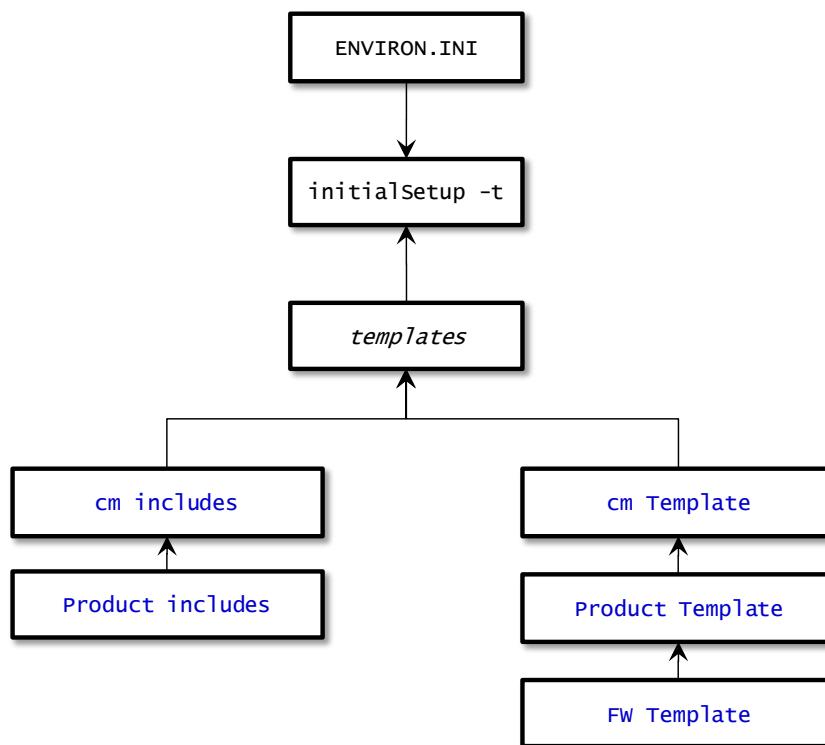 ENVIRON.INI
initialSetup -t
templates
cm includes
cm Template
Product includes
Product Template
FW Template